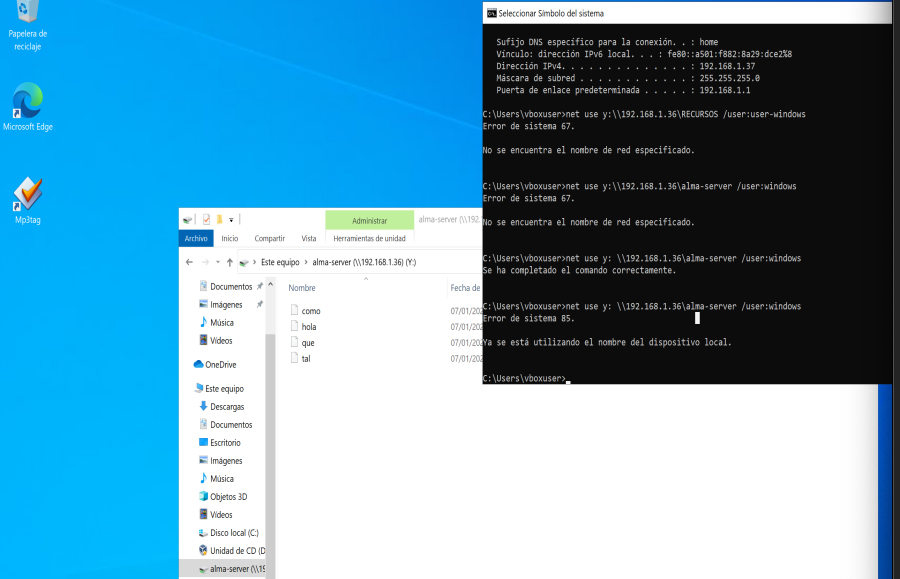 Papelera de
reciclaje
Microsoft Edge
Mp3tag
Administrar
alma-server (\\192.
Archivo
Inicio
Compartir
Vista
Herramientas de unidad
Este equipo > alma-server (\\192.168.1.36) (Y:)
Documentos
Imágenes
Música
Vídeos
OneDrive
Este equipo
Descargas
Documentos
Escritorio
Imágenes
Música
Objetos 3D
Vídeos
Disco local (C:)
Unidad de CD (D
alma-server (\\19
Nombre
Fecha de
como
07/01/202
hola
07/01/202
que
07/01/202
tal
07/01/202
Seleccionar Símbolo del sistema
Sufijo DNS específico para la conexión. . : home
Vínculo: dirección IPv6 local. . . : fe80::a501:f882:8a29:dce2%8
Dirección IPv4. . . . . . . . . . . . . . : 192.168.1.37
Máscara de subred . . . . . . . . . . . . : 255.255.255.0
Puerta de enlace predeterminada . . . . . : 192.168.1.1
C:\Users\vboxuser>net use y:\\192.168.1.36\RECURSOS /user:user-windows
Error de sistema 67.
No se encuentra el nombre de red especificado.
C:\Users\vboxuser>net use y:\\192.168.1.36\alma-server /user:windows
Error de sistema 67.
No se encuentra el nombre de red especificado.
C:\Users\vboxuser>net use y: \\192.168.1.36\alma-server /user:windows
Se ha completado el comando correctamente.
C:\Users\vboxuser>net use y: \\192.168.1.36\alma-server /user:windows
Error de sistema 85.
Ya se está utilizando el nombre del dispositivo local.
C:\Users\vboxuser>